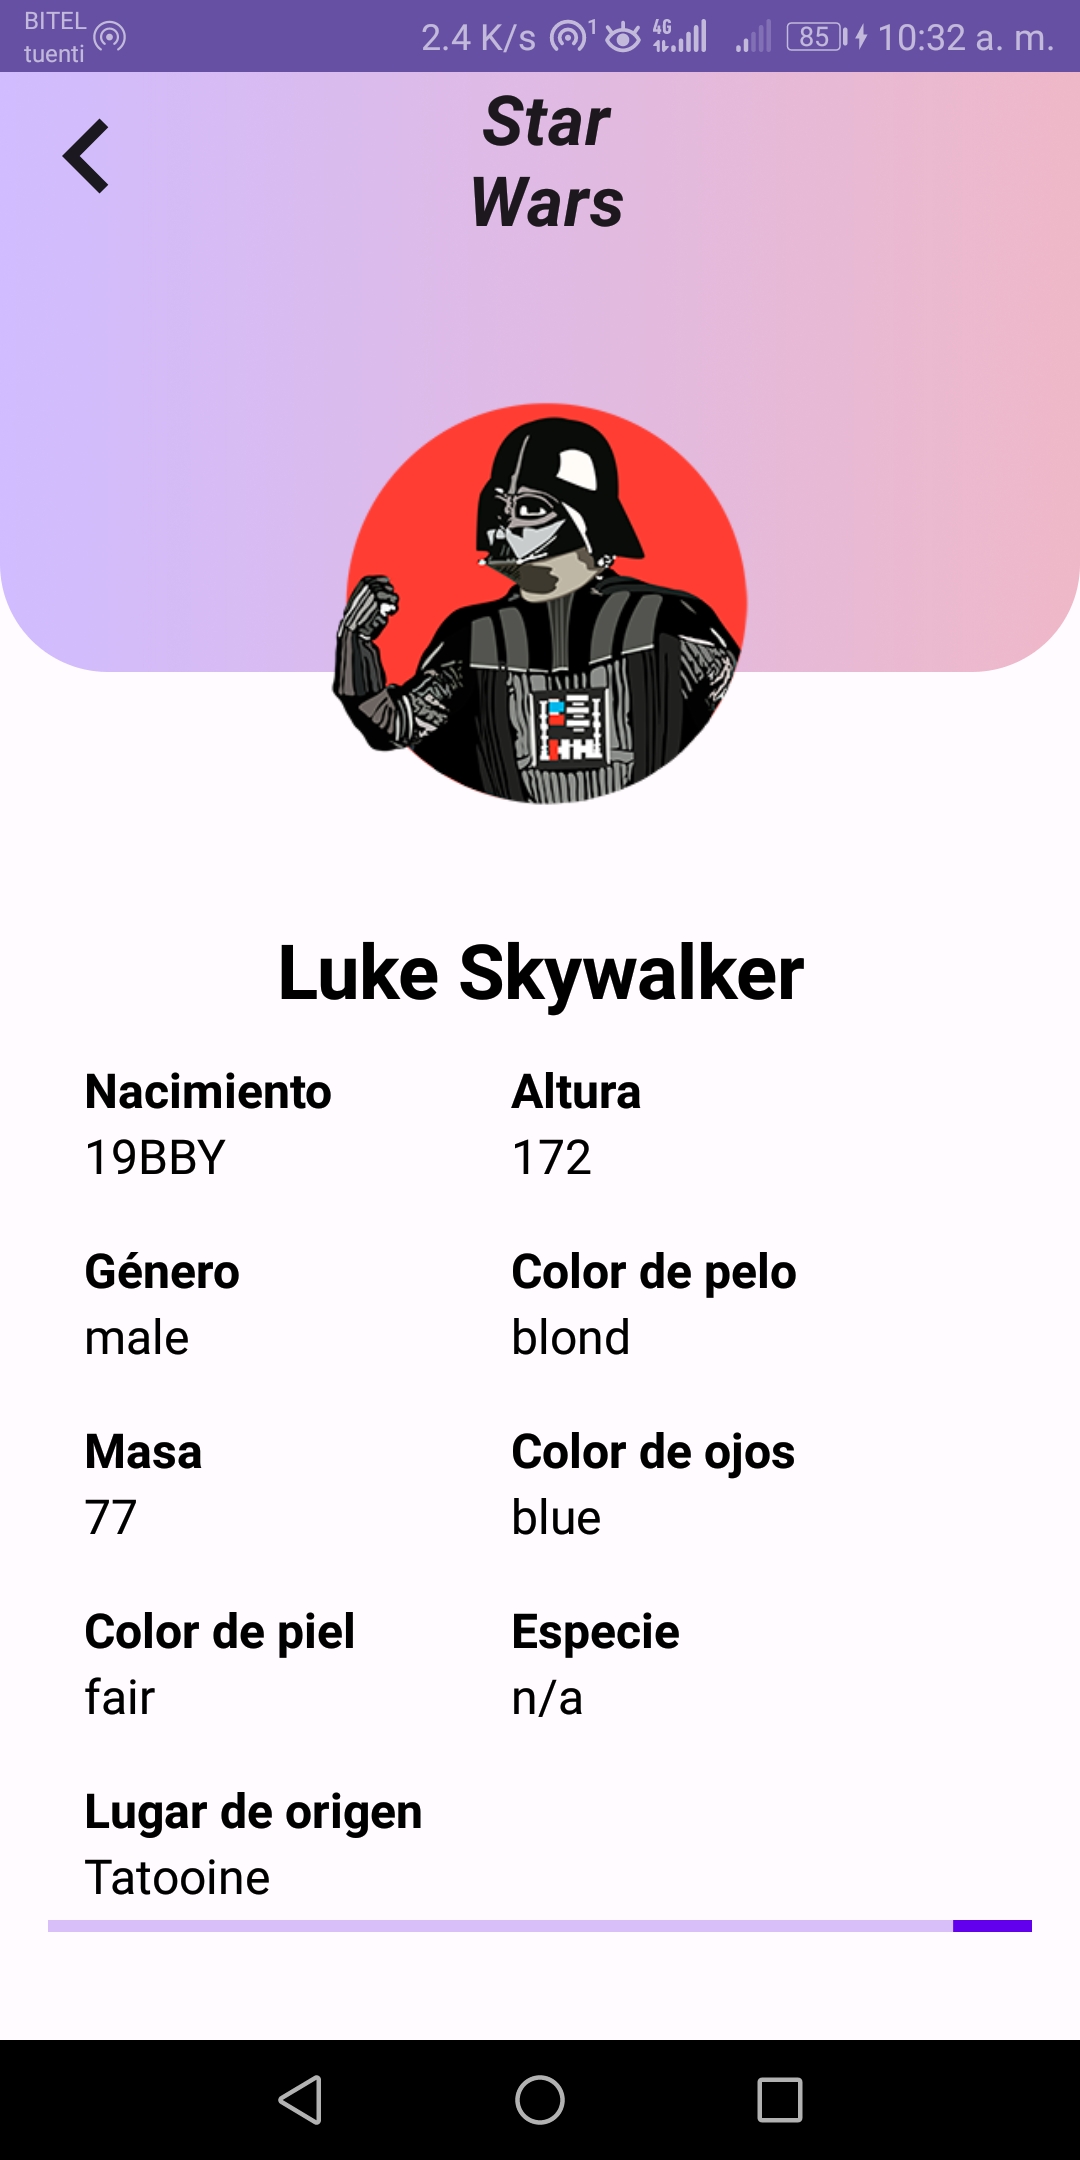 BITEL
tuenti
2.4 K/s 1 4G 85 10:32 a. m.
Star
Wars
Luke Skywalker
Nacimiento Altura
19BBY 172
Género Color de pelo
male blond
Masa Color de ojos
77 blue
Color de piel Especie
fair n/a
Lugar de origen
Tatooine